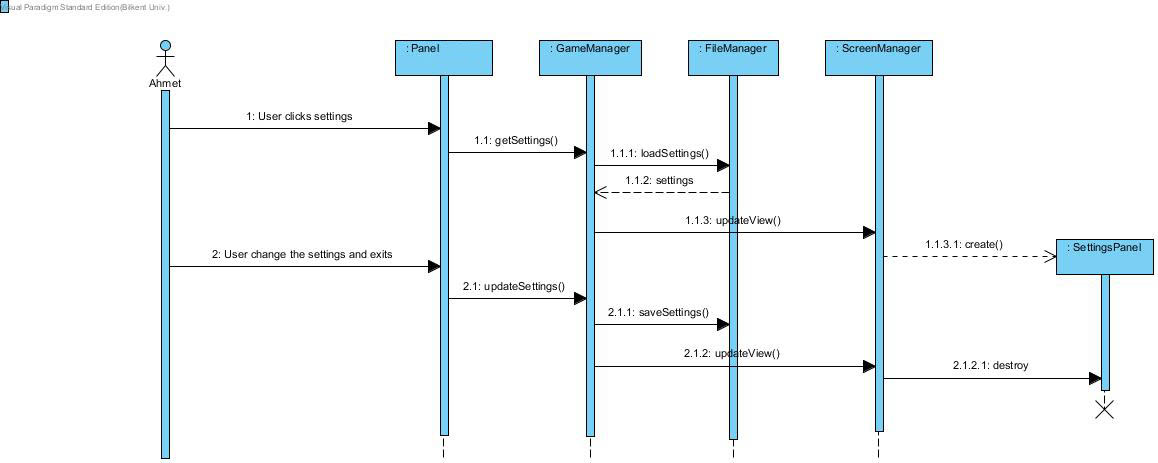 Visual Paradigm Standard Edition(Bilkent Univ.)
: Panel
: GameManager
: FileManager
: ScreenManager
Ahmet
1: User clicks settings
1.1: getSettings()
1.1.1: loadSettings()
1.1.2: settings
1.1.3: updateView()
1.1.3.1: create()
: SettingsPanel
2: User change the settings and exits
2.1: updateSettings()
2.1.1: saveSettings()
2.1.2: updateView()
2.1.2.1: destroy